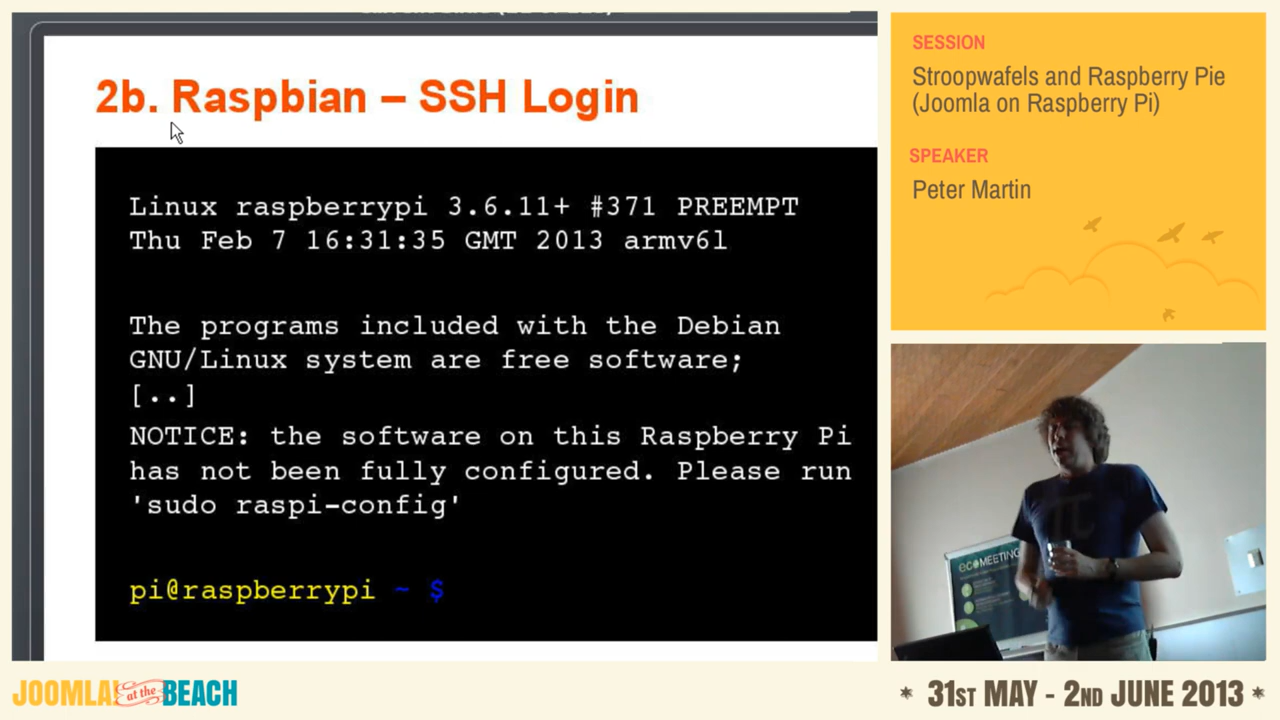 2b. Raspbian – SSH Login
Linux raspberrypi 3.6.11+ #371 PREEMPT
Thu Feb 7 16:31:35 GMT 2013 armv6l
The programs included with the Debian
GNU/Linux system are free software;
[..]
NOTICE: the software on this Raspberry Pi
has not been fully configured. Please run
'sudo raspi-config'
pi@raspberrypi ~ $
SESSION
Stroopwafels and Raspberry Pie
(Joomla on Raspberry Pi)
SPEAKER
Peter Martin
π
ecoMEETING
JOOMLA! at the BEACH
* 31ST MAY - 2ND JUNE 2013 *